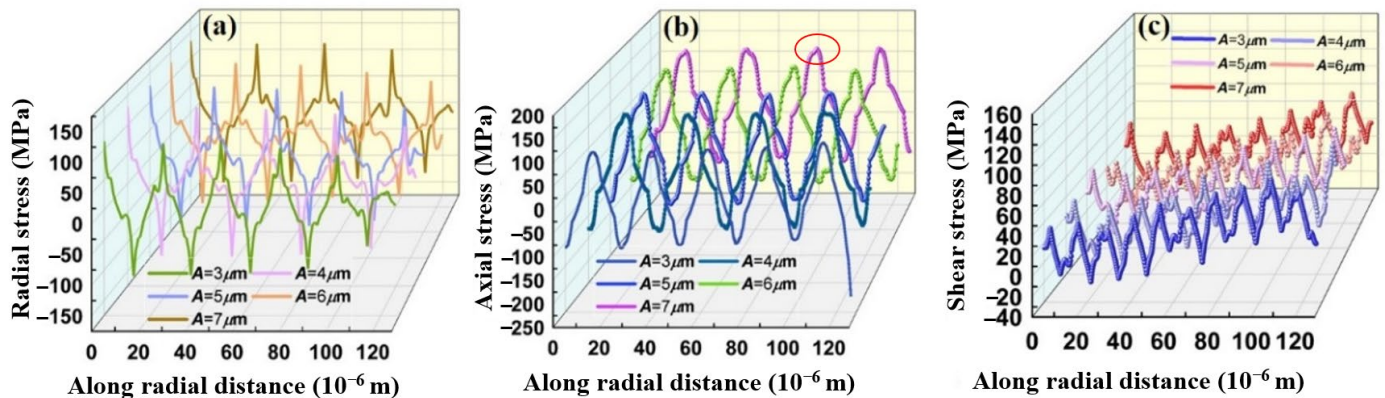 (a)
Radial stress (MPa)
150
100
50
0
−50
−100
−150
A=3μm A=4μm
A=5μm A=6μm
A=7μm
0 20 40 60 80 100 120
Along radial distance (10⁻⁶ m)
(b)
Axial stress (MPa)
200
150
100
50
0
−50
−100
−150
−200
−250
A=3μm A=4μm
A=5μm A=6μm
A=7μm
0 20 40 60 80 100 120
Along radial distance (10⁻⁶ m)
(c)
A=3μm A=4μm
A=5μm A=6μm
A=7μm
Shear stress (MPa)
160
140
120
100
80
60
40
20
0
−20
−40
0 20 40 60 80 100 120
Along radial distance (10⁻⁶ m)